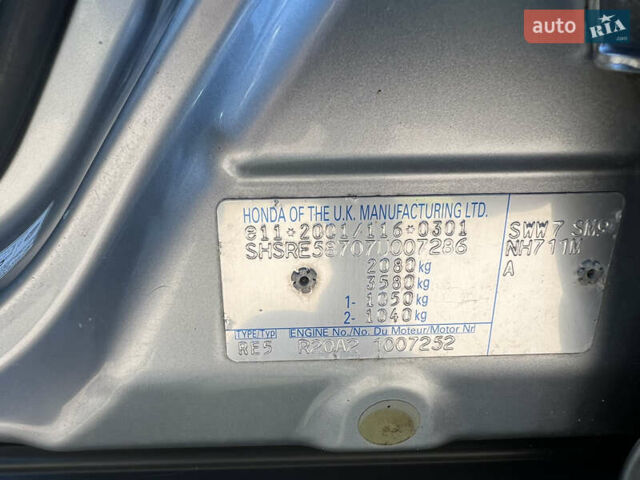 auto RIA.com
HONDA OF THE U.K. MANUFACTURING LTD.
e11*2001/116*0301
SHSRE58707U007286
2080 kg
3580 kg
1- 1050 kg
2- 1040 kg
TYPE/TYP ENGINE No./No. Du Moteur/Motor Nr
RE5 R20A2 1007252
SWW7
NH711M
A